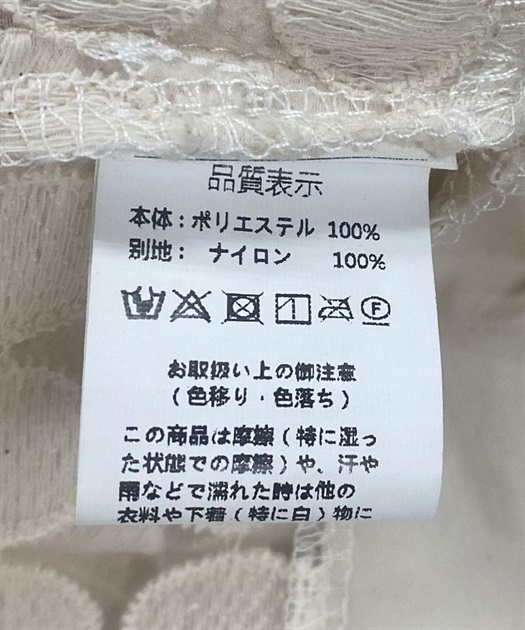 品質表示
本体：ポリエステル 100%
別地： ナイロン 100%
お取扱い上の御注意
（色移り・色落ち）
この商品は摩擦（特に湿っ
た状態での摩擦）や、汗や
雨などで濡れた時は他の
衣料や下着（特に白）物に